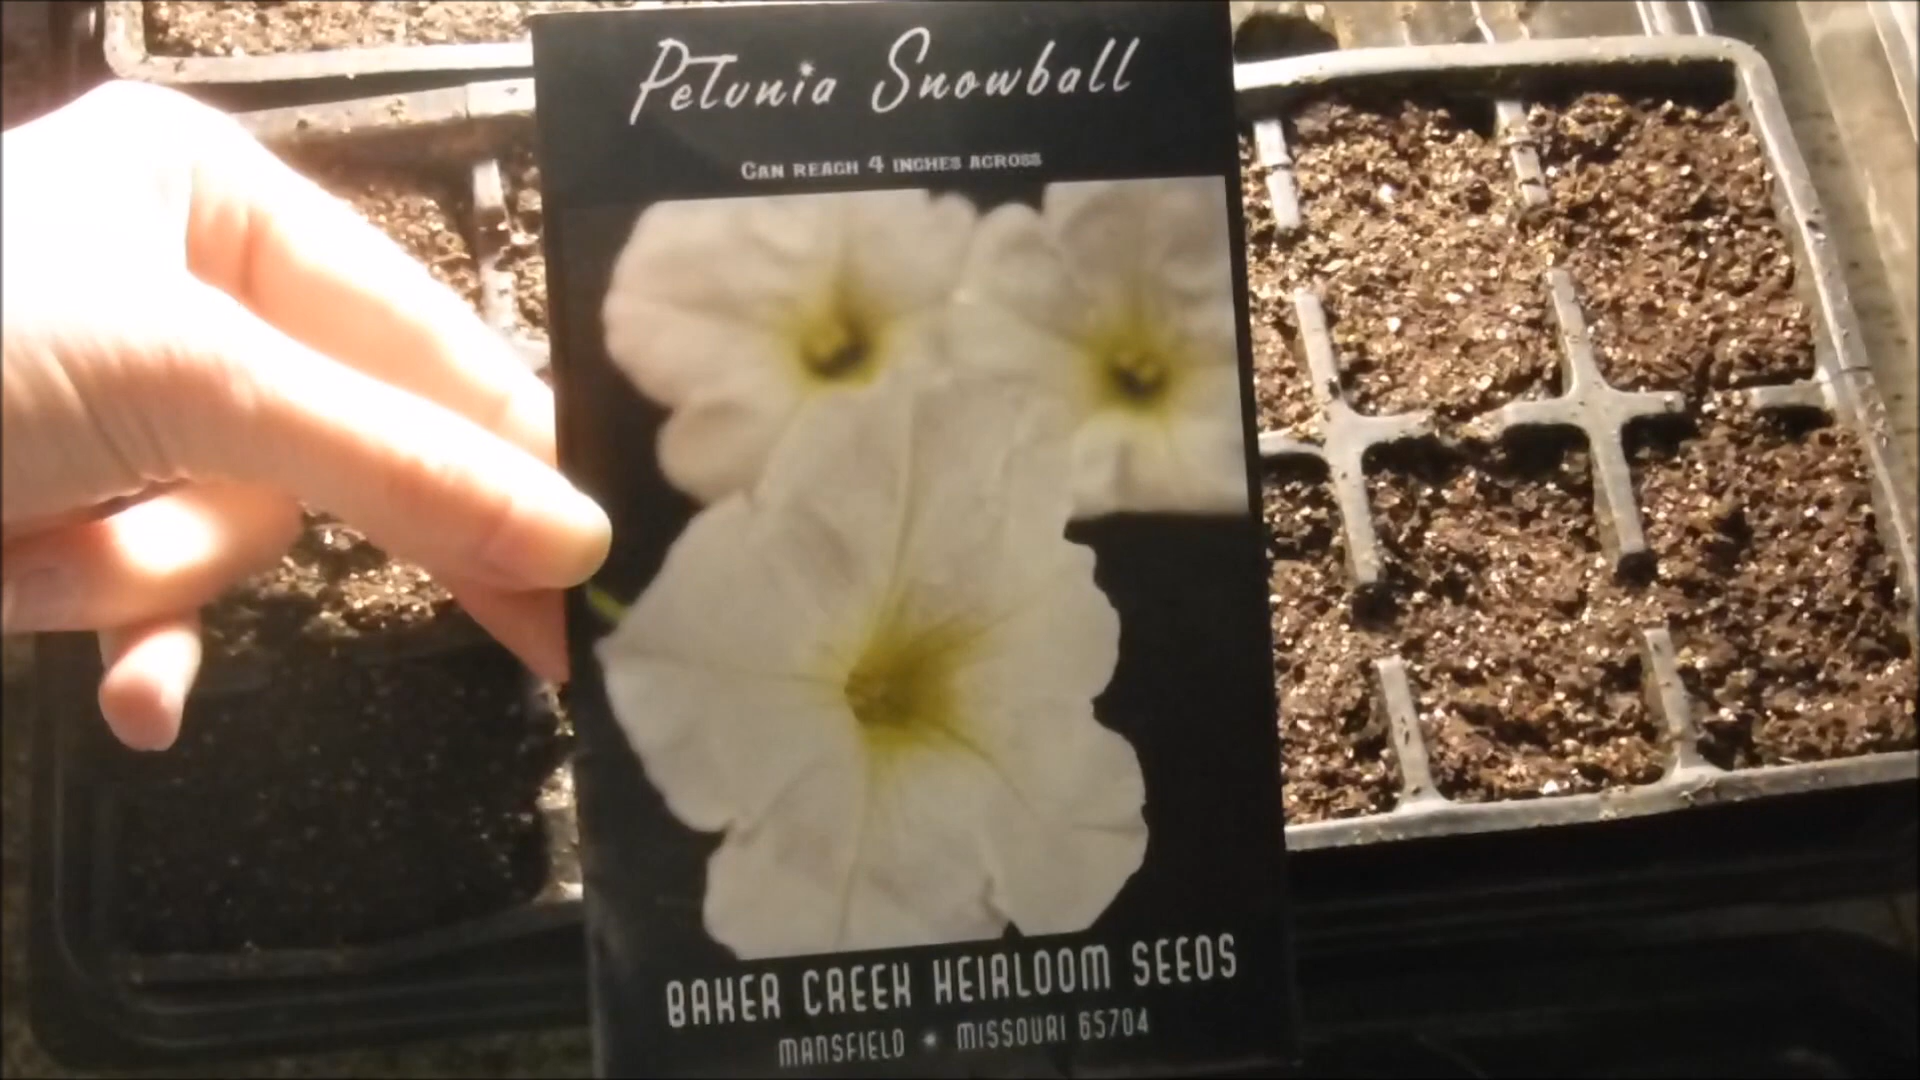 Petunia Snowball
CAN REACH 4 INCHES ACROSS
BAKER CREEK HEIRLOOM SEEDS
MANSFIELD * MISSOURI 65704